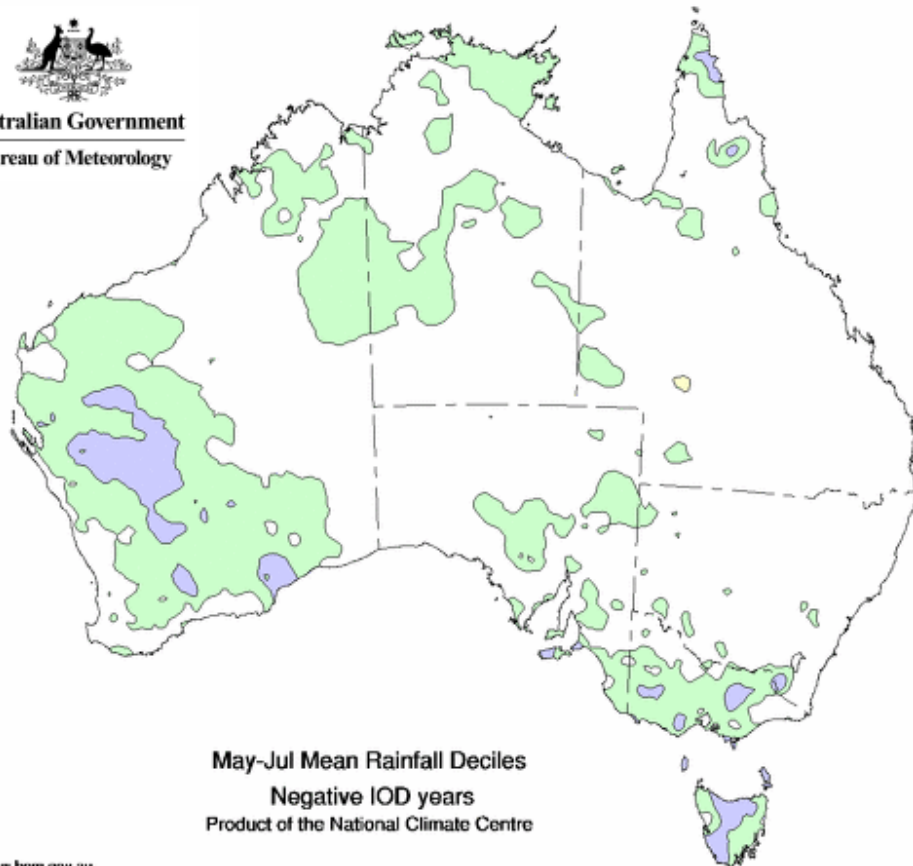 tralian Government
reau of Meteorology
May-Jul Mean Rainfall Deciles
Negative IOD years
Product of the National Climate Centre